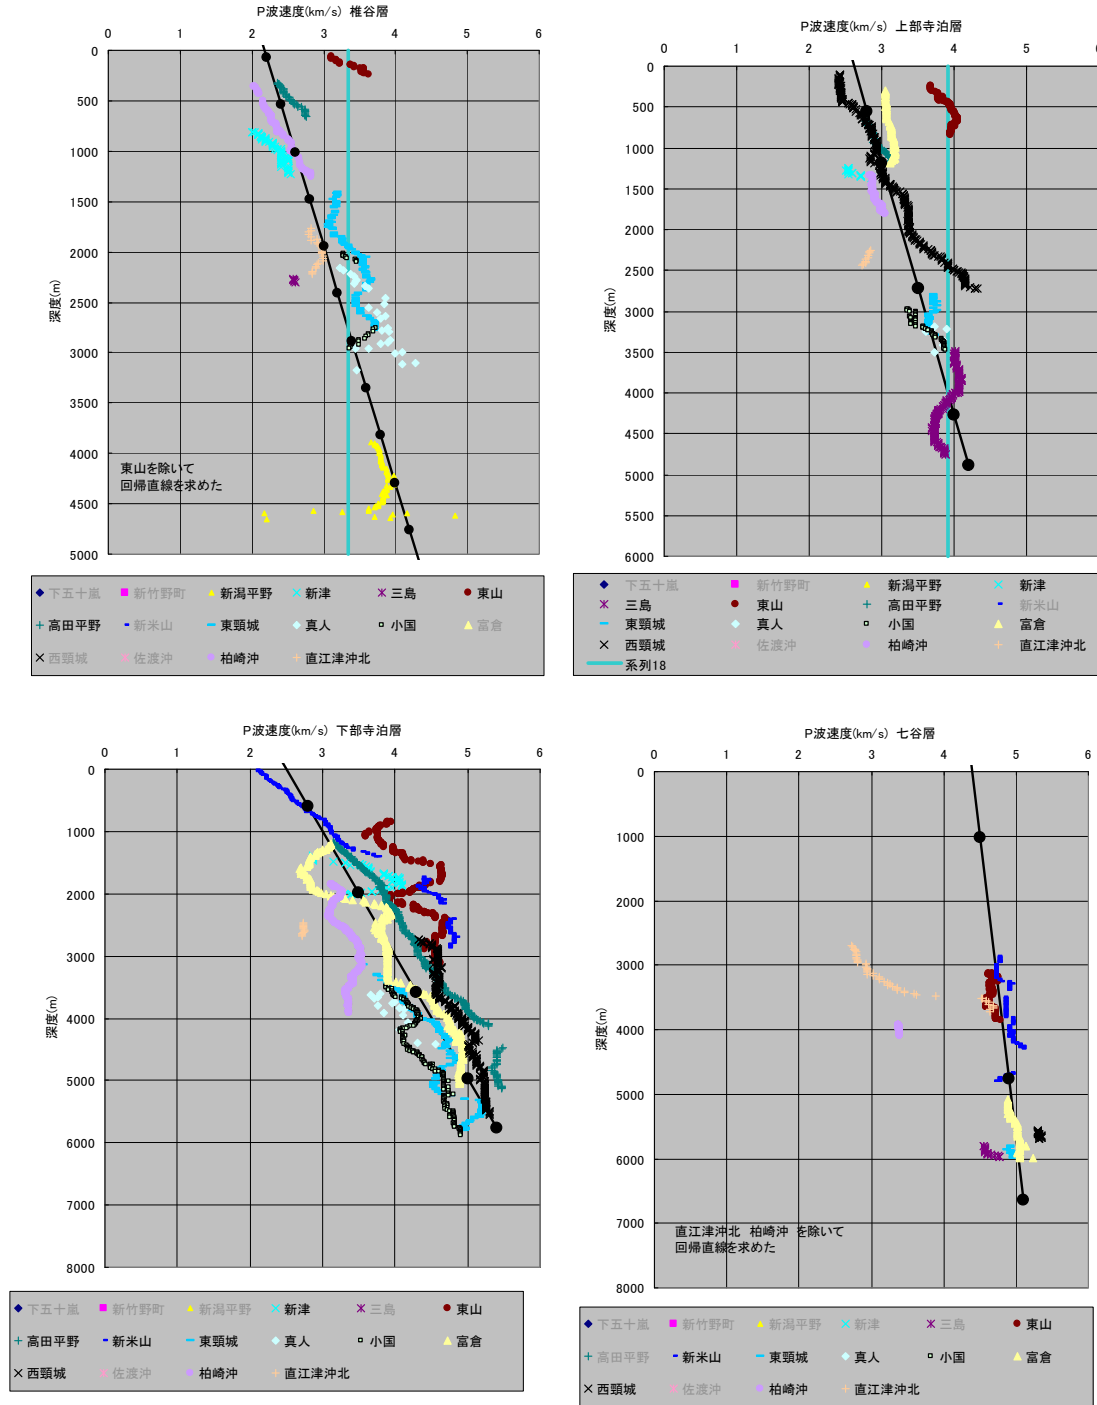 P波速度(km/s) 椎谷層
0 1 2 3 4 5 6
0
500
1000
1500
2000
2500
3000
3500
4000
4500
5000
深度(m)
東山を除いて
回帰直線を求めた
下五十嵐 新竹野町 新潟平野 新津 三島 東山
高田平野 新米山 東頸城 真人 小国 富倉
西頸城 佐渡沖 柏崎沖 直江津沖北
P波速度(km/s) 上部寺泊層
0 1 2 3 4 5 6
0
500
1000
1500
2000
2500
3000
3500
4000
4500
5000
5500
6000
深度(m)
下五十嵐 新竹野町 新潟平野 新津
三島 東山 高田平野 新米山
東頸城 真人 小国 富倉
西頸城 佐渡沖 柏崎沖 直江津沖北
系列18
P波速度(km/s) 下部寺泊層
0 1 2 3 4 5 6
0
1000
2000
3000
4000
5000
6000
7000
8000
深度(m)
下五十嵐 新竹野町 新潟平野 新津 三島 東山
高田平野 新米山 東頸城 真人 小国 富倉
西頸城 佐渡沖 柏崎沖 直江津沖北
P波速度(km/s) 七谷層
0 1 2 3 4 5 6
0
1000
2000
3000
4000
5000
6000
7000
8000
深度(m)
直江津沖北 柏崎沖 を除いて
回帰直線を求めた
下五十嵐 新竹野町 新潟平野 新津 三島 東山
高田平野 新米山 東頸城 真人 小国 富倉
西頸城 佐渡沖 柏崎沖 直江津沖北